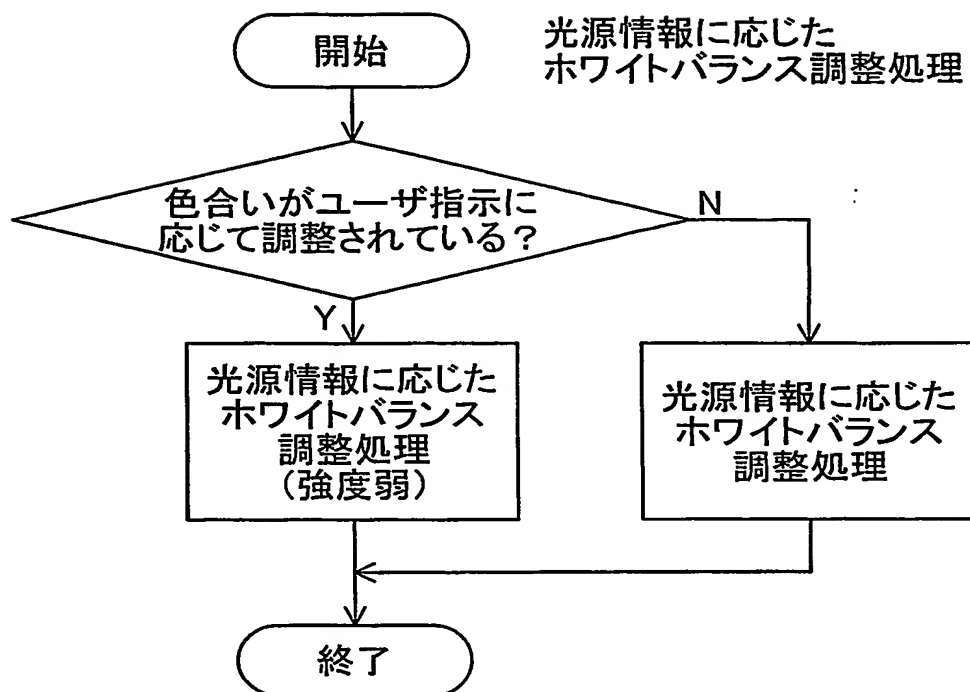 光源情報に応じた
ホワイトバランス調整処理
開始
色合いがユーザ指示に
応じて調整されている？
N
Y
光源情報に応じた
ホワイトバランス
調整処理
（強度弱）
光源情報に応じた
ホワイトバランス
調整処理
終了